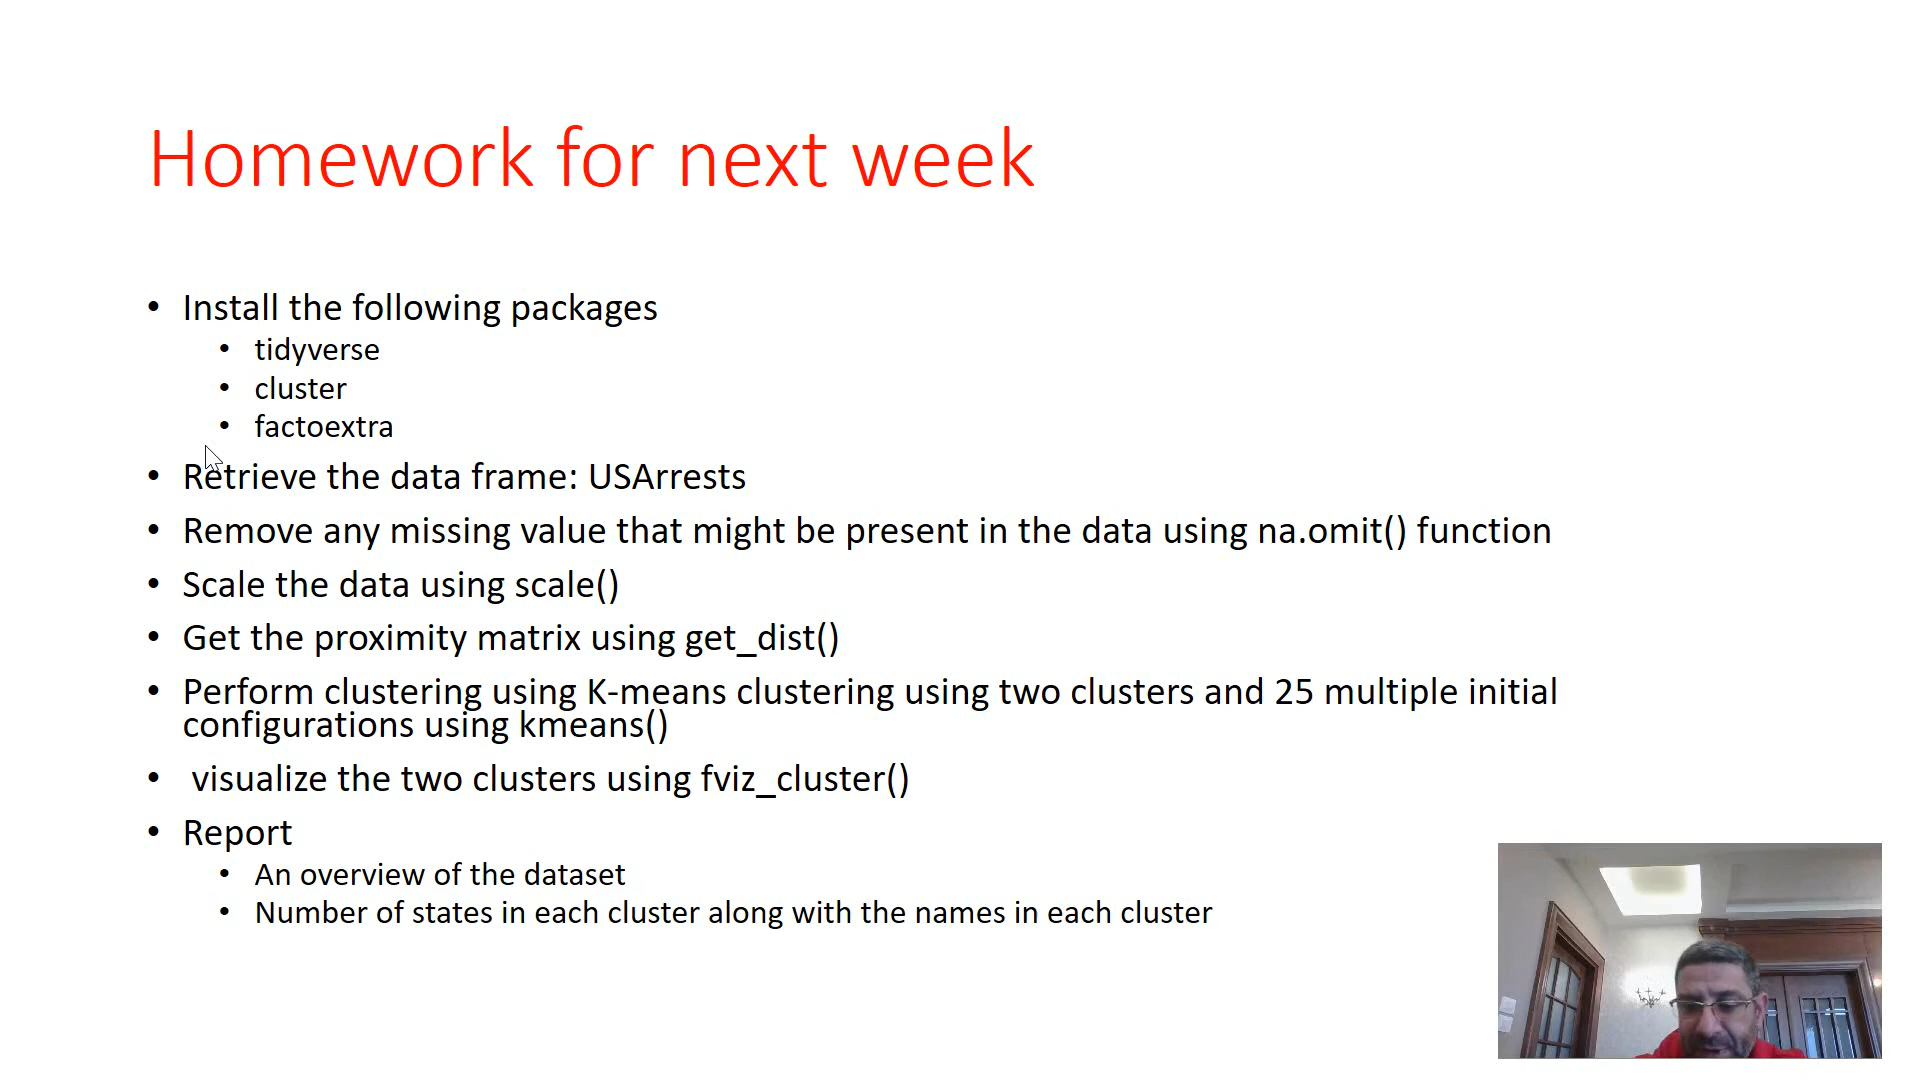 Homework for next week
• Install the following packages
• tidyverse
• cluster
• factoextra
• Retrieve the data frame: USArrests
• Remove any missing value that might be present in the data using na.omit() function
• Scale the data using scale()
• Get the proximity matrix using get_dist()
• Perform clustering using K-means clustering using two clusters and 25 multiple initial
configurations using kmeans()
• visualize the two clusters using fviz_cluster()
• Report
• An overview of the dataset
• Number of states in each cluster along with the names in each cluster